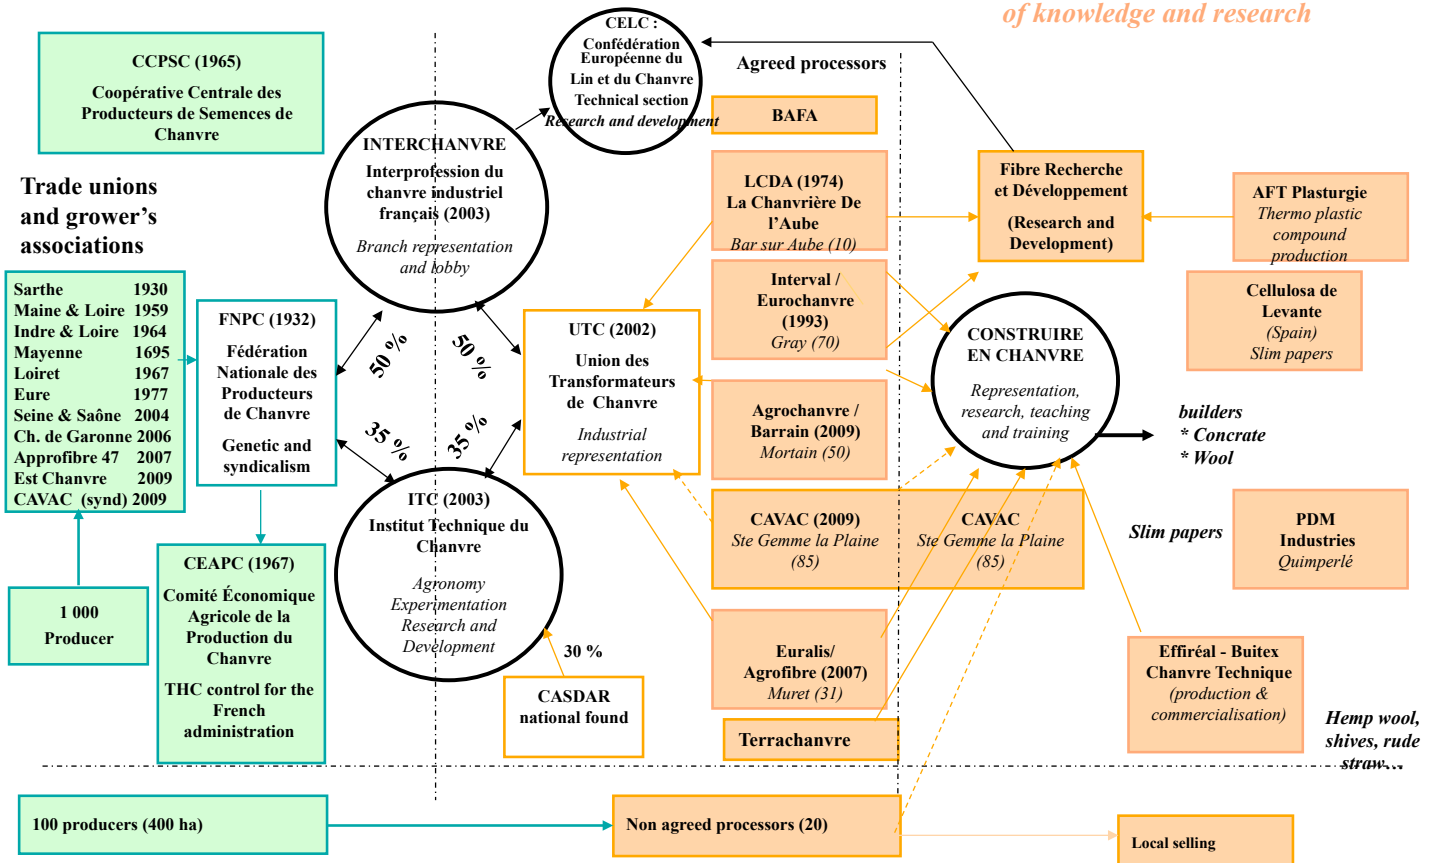 of knowledge and research
CCPSC (1965)
Coopérative Centrale des
Producteurs de Semences de
Chanvre
CELC :
Confédération
Européenne du
Lin et du Chanvre
Technical section
Research and development
Agreed processors
BAFA
INTERCHANVRE
Interprofession du
chanvre industriel
français (2003)
Branch representation
and lobby
Trade unions
and grower's
associations
LCDA (1974)
La Chanvrière De
l'Aube
Bar sur Aube (10)
Fibre Recherche
et Développement
(Research and
Development)
AFT Plasturgie
Thermo plastic
compound
production
Sarthe 1930
Maine & Loire 1959
Indre & Loire 1964
Mayenne 1695
Loiret 1967
Eure 1977
Seine & Saône 2004
Ch. de Garonne 2006
Approfibre 47 2007
Est Chanvre 2009
CAVAC (synd) 2009
FNPC (1932)
Fédération
Nationale des
Producteurs
de Chanvre
Genetic and
syndicalism
50 %
50 %
35 %
35 %
UTC (2002)
Union des
Transformateurs
de Chanvre
Industrial
representation
Interval /
Eurochanvre
(1993)
Gray (70)
CONSTRUIRE
EN CHANVRE
Representation,
research, teaching
and training
Cellulosa de
Levante
(Spain)
Slim papers
Agrochanvre /
Barrain (2009)
Mortain (50)
builders
* Concrate
* Wool
ITC (2003)
Institut Technique du
Chanvre
Agronomy
Experimentation
Research and
Development
CAVAC (2009)
Ste Gemme la Plaine
(85)
CAVAC
Ste Gemme la Plaine
(85)
Slim papers
PDM
Industries
Quimperlé
CEAPC (1967)
Comité Économique
Agricole de la
Production du
Chanvre
THC control for the
French
administration
1 000
Producer
30 %
CASDAR
national found
Euralis/
Agrofibre (2007)
Muret (31)
Effiréal - Buitex
Chanvre Technique
(production &
commercialisation)
Terrachanvre
Hemp wool,
shives, rude
straw…
100 producers (400 ha)
Non agreed processors (20)
Local selling